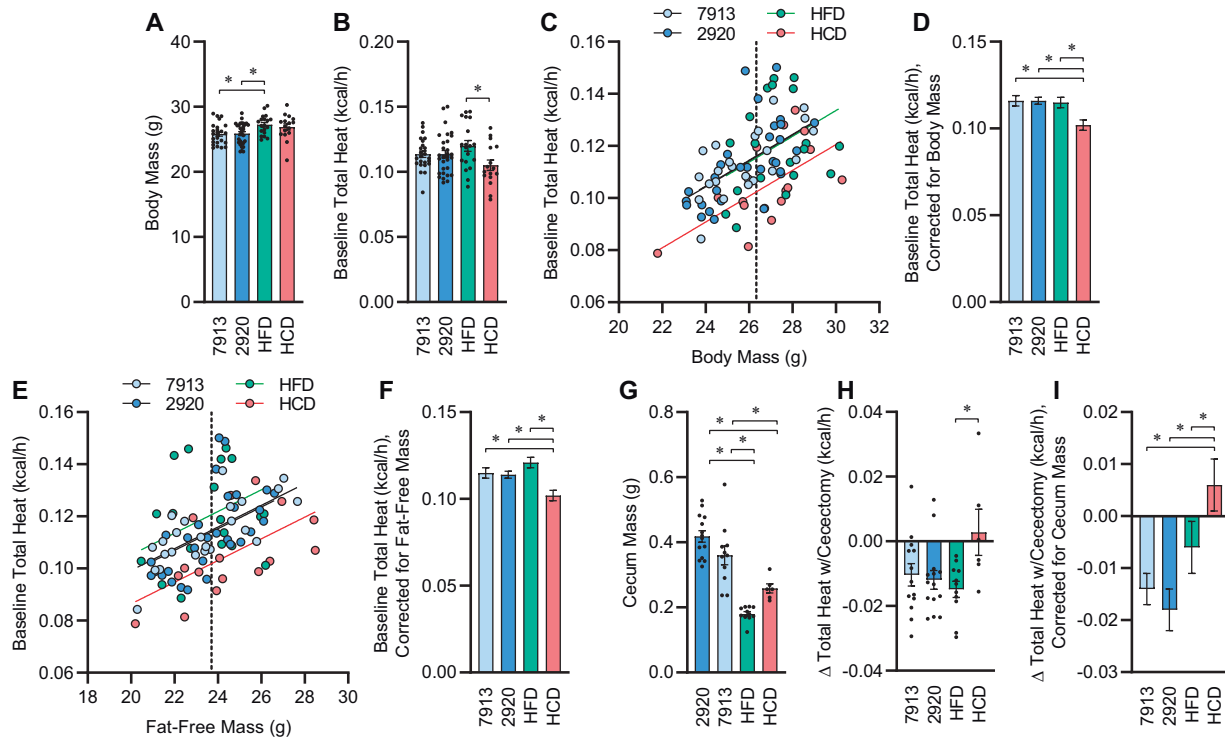 A
Body Mass (g)
40
30
20
10
0
* *
7913
2920
HFD
HCD
B
Baseline Total Heat (kcal/h)
0.20
0.15
0.10
0.05
0.00
*
7913
2920
HFD
HCD
C
7913 HFD
2920 HCD
Baseline Total Heat (kcal/h)
0.16
0.14
0.12
0.10
0.08
0.06
20 22 24 26 28 30 32
Body Mass (g)
D
Baseline Total Heat (kcal/h),
Corrected for Body Mass
0.15
0.10
0.05
0.00
* * *
7913
2920
HFD
HCD
E
7913 HFD
2920 HCD
Baseline Total Heat (kcal/h)
0.16
0.14
0.12
0.10
0.08
0.06
18 20 22 24 26 28 30
Fat-Free Mass (g)
F
Baseline Total Heat (kcal/h),
Corrected for Fat-Free Mass
0.15
0.10
0.05
0.00
* * *
7913
2920
HFD
HCD
G
Cecum Mass (g)
0.8
0.6
0.4
0.2
0.0
* *
* *
*
2920
7913
HFD
HCD
H
Δ Total Heat w/Cecectomy (kcal/h)
0.04
0.02
0.00
-0.02
-0.04
*
7913
2920
HFD
HCD
I
Δ Total Heat w/Cecectomy (kcal/h),
Corrected for Cecum Mass
0.02
0.01
0.00
-0.01
-0.02
-0.03
* * *
7913
2920
HFD
HCD